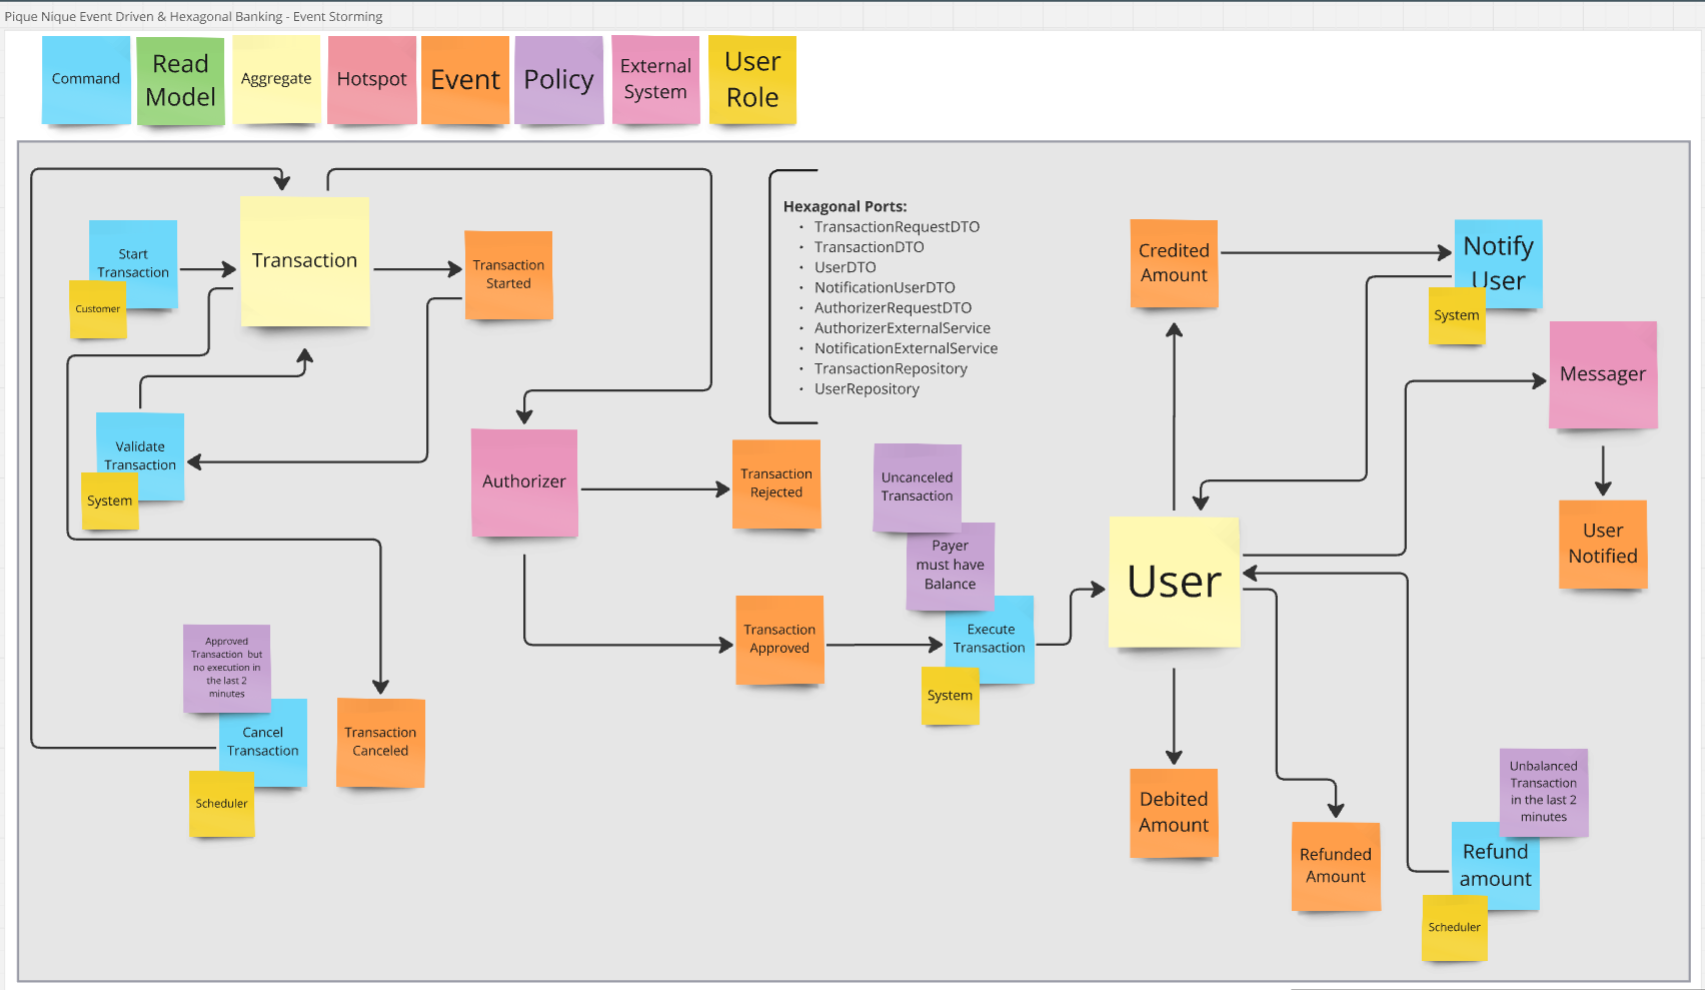 Pique Nique Event Driven & Hexagonal Banking - Event Storming
Command
Read
Model
Aggregate
Hotspot
Event
Policy
External
System
User
Role
Start
Transaction
Customer
Transaction
Transaction
Started
Validate
Transaction
System
Authorizer
Transaction
Rejected
Transaction
Approved
Approved
Transaction but
no execution in
the last 2
minutes
Cancel
Transaction
Scheduler
Transaction
Canceled
Hexagonal Ports:
• TransactionRequestDTO
• TransactionDTO
• UserDTO
• NotificationUserDTO
• AuthorizerRequestDTO
• AuthorizerExternalService
• NotificationExternalService
• TransactionRepository
• UserRepository
Uncanceled
Transaction
Payer
must have
Balance
Execute
Transaction
System
Credited
Amount
User
Debited
Amount
Refunded
Amount
Notify
User
System
Messager
User
Notified
Unbalanced
Transaction
in the last 2
minutes
Refund
amount
Scheduler